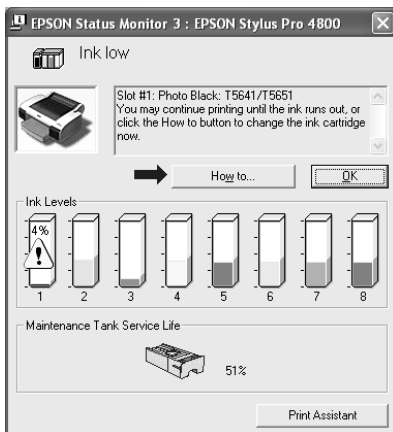 EPSON Status Monitor 3 : EPSON Stylus Pro 4800
Ink low
Slot #1: Photo Black: T5641/T5651
You may continue printing until the ink runs out, or
click the How to button to change the ink cartridge
now.
How to...
OK
Ink Levels
4%
1 2 3 4 5 6 7 8
Maintenance Tank Service Life
51%
Print Assistant